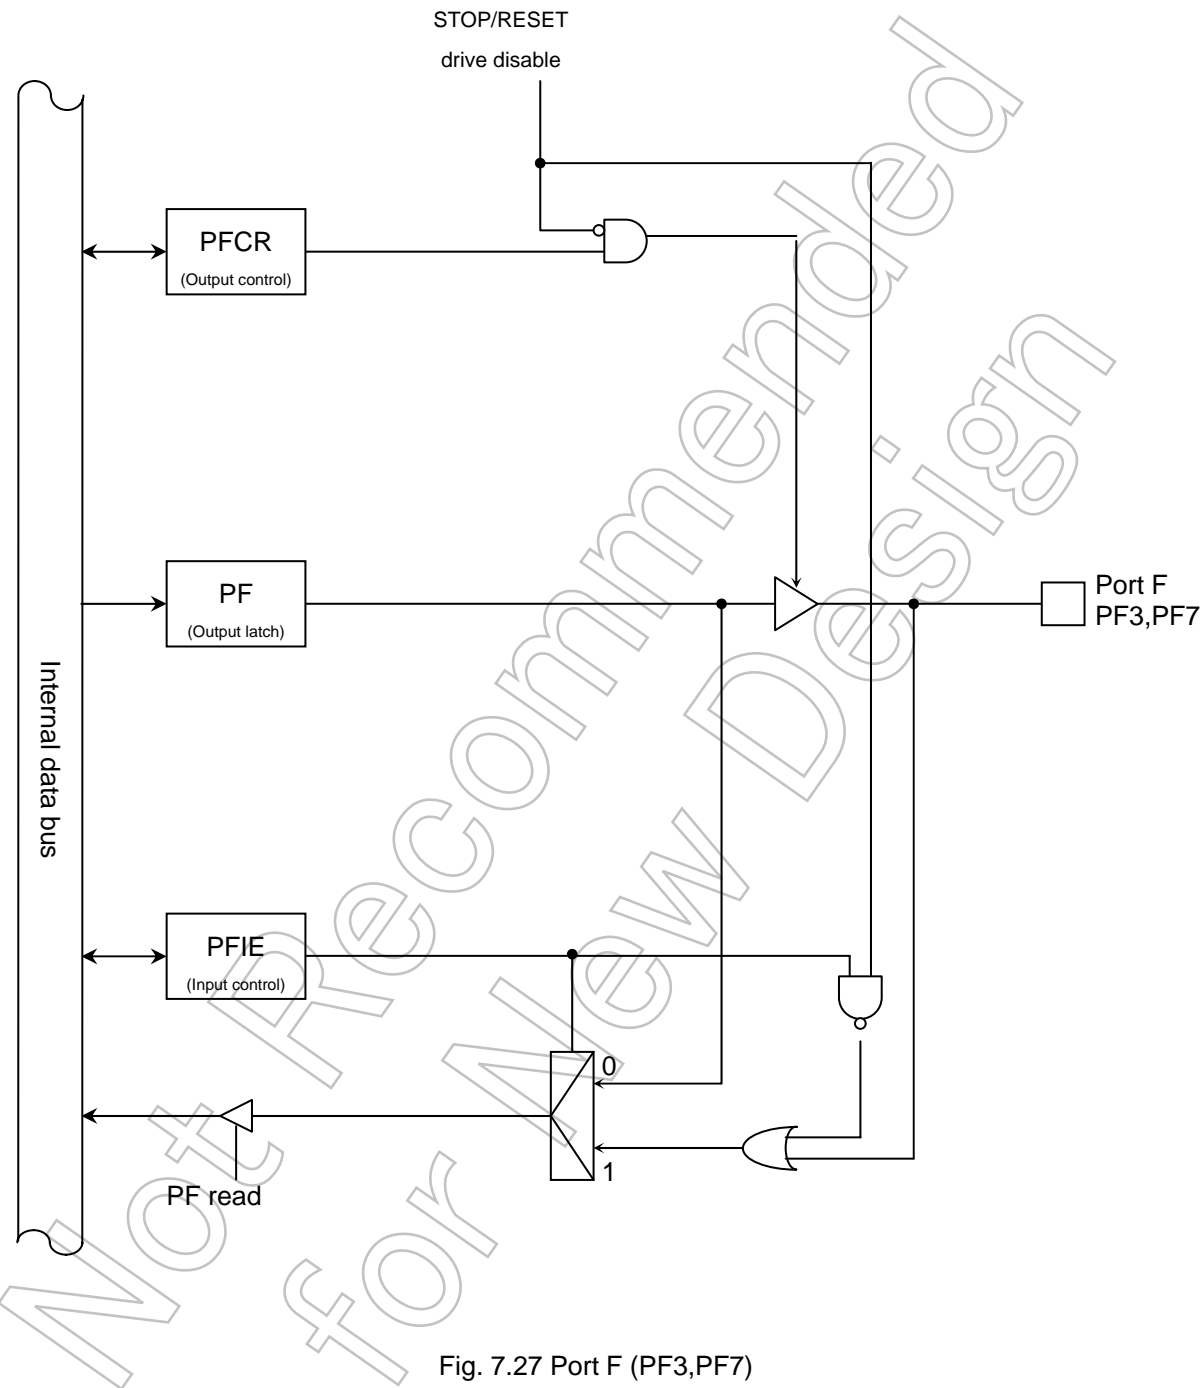 STOP/RESET
drive disable
PFCR
(Output control)
PF
(Output latch)
Port F
PF3,PF7
Internal data bus
PFIE
(Input control)
0
1
PF read
Not Recommended
for New Design
Fig. 7.27 Port F (PF3,PF7)